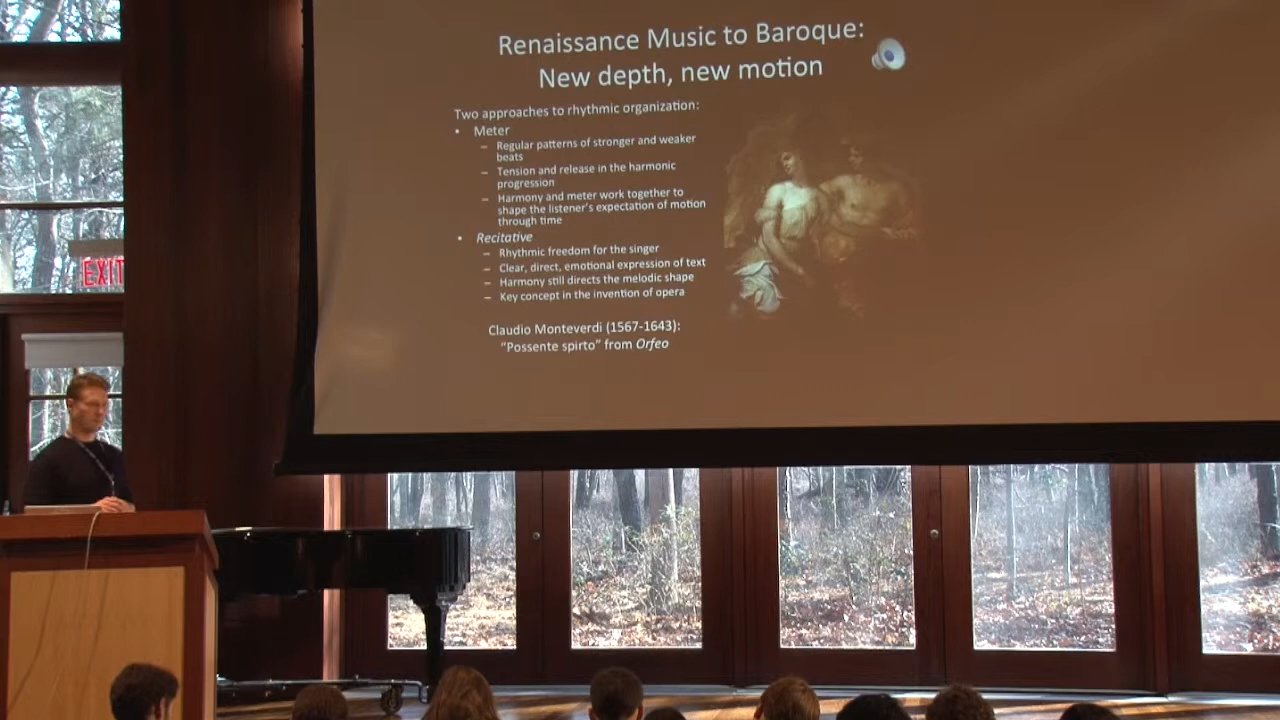 Renaissance Music to Baroque:
New depth, new motion
Two approaches to rhythmic organization:
• Meter
– Regular patterns of stronger and weaker
beats
– Tension and release in the harmonic
progression
– Harmony and meter work together to
shape the listener's expectation of motion
through time
• Recitative
– Rhythmic freedom for the singer
– Clear, direct, emotional expression of text
– Harmony still directs the melodic shape
– Key concept in the invention of opera
Claudio Monteverdi (1567-1643):
"Possente spirto" from Orfeo
EXIT